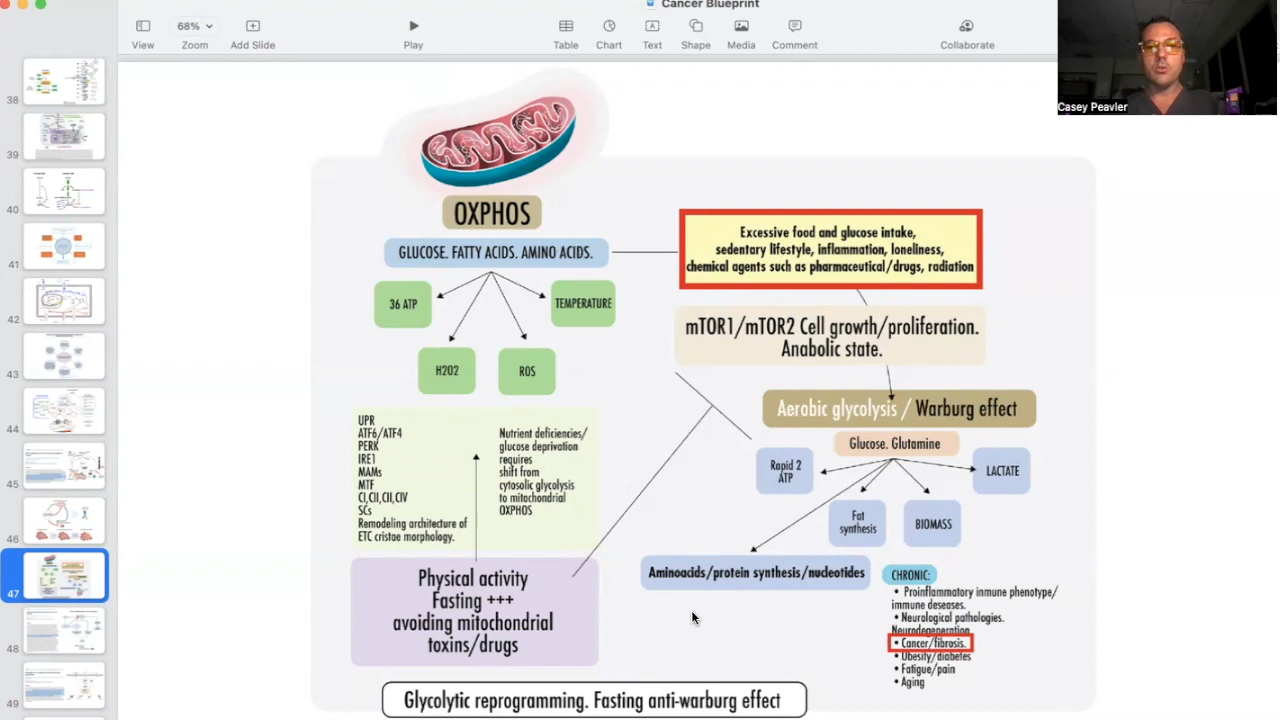 Cancer Blueprint
68%
View
Zoom
Add Slide
Play
Table
Chart
Text
Shape
Media
Comment
Collaborate
Casey Peavler
38
39
40
41
42
43
44
45
46
47
48
49
OXPHOS
GLUCOSE. FATTY ACIDS. AMINO ACIDS.
36 ATP
TEMPERATURE
H2O2
ROS
UPR
ATF6/ATF4
PERK
IRE1
MAMs
MTF
CI,CII,CII,CIV
SCs
Remodeling architecture of
ETC cristae morphology.
Nutrient deficiencies/
glucose deprivation
requires
shift from
cytosolic glycolysis
to mitochondrial
OXPHOS
Physical activity
Fasting +++
avoiding mitochondrial
toxins/drugs
Excessive food and glucose intake,
sedentary lifestyle, inflammation, loneliness,
chemical agents such as pharmaceutical/drugs, radiation
mTOR1/mTOR2 Cell growth/proliferation.
Anabolic state.
Aerobic glycolysis / Warburg effect
Glucose. Glutamine
Rapid 2
ATP
LACTATE
Fat
synthesis
BIOMASS
Aminoacids/protein synthesis/nucleotides
CHRONIC:
• Proinflammatory inmune phenotype/
immune deseases.
• Neurological pathologies.
Neurodegeneration
• Cancer/fibrosis.
• Obesity/diabetes
• Fatigue/pain
• Aging
Glycolytic reprogramming. Fasting anti-warburg effect